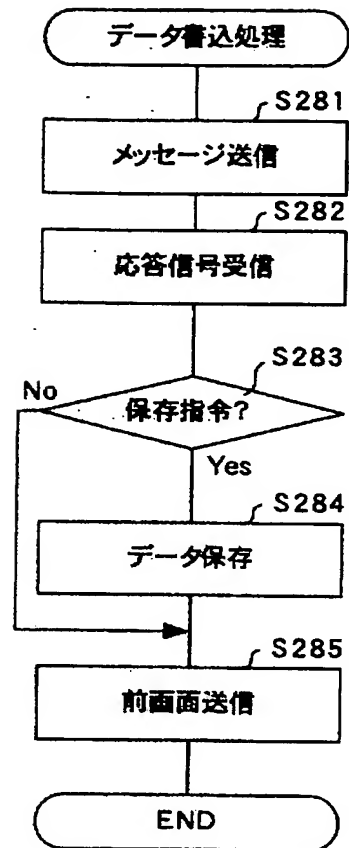 データ書込処理
S281
メッセージ送信
S282
応答信号受信
S283
No
保存指令?
Yes
S284
データ保存
S285
前画面送信
END